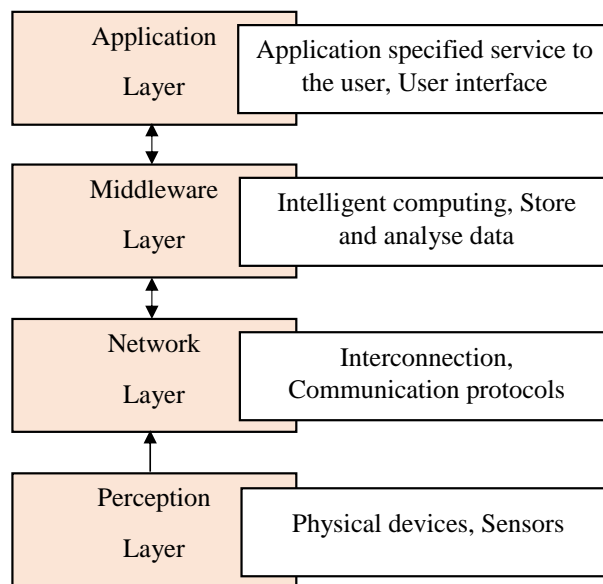 Application
Layer
Application specified service to
the user, User interface
Middleware
Layer
Intelligent computing, Store
and analyse data
Network
Layer
Interconnection,
Communication protocols
Perception
Layer
Physical devices, Sensors